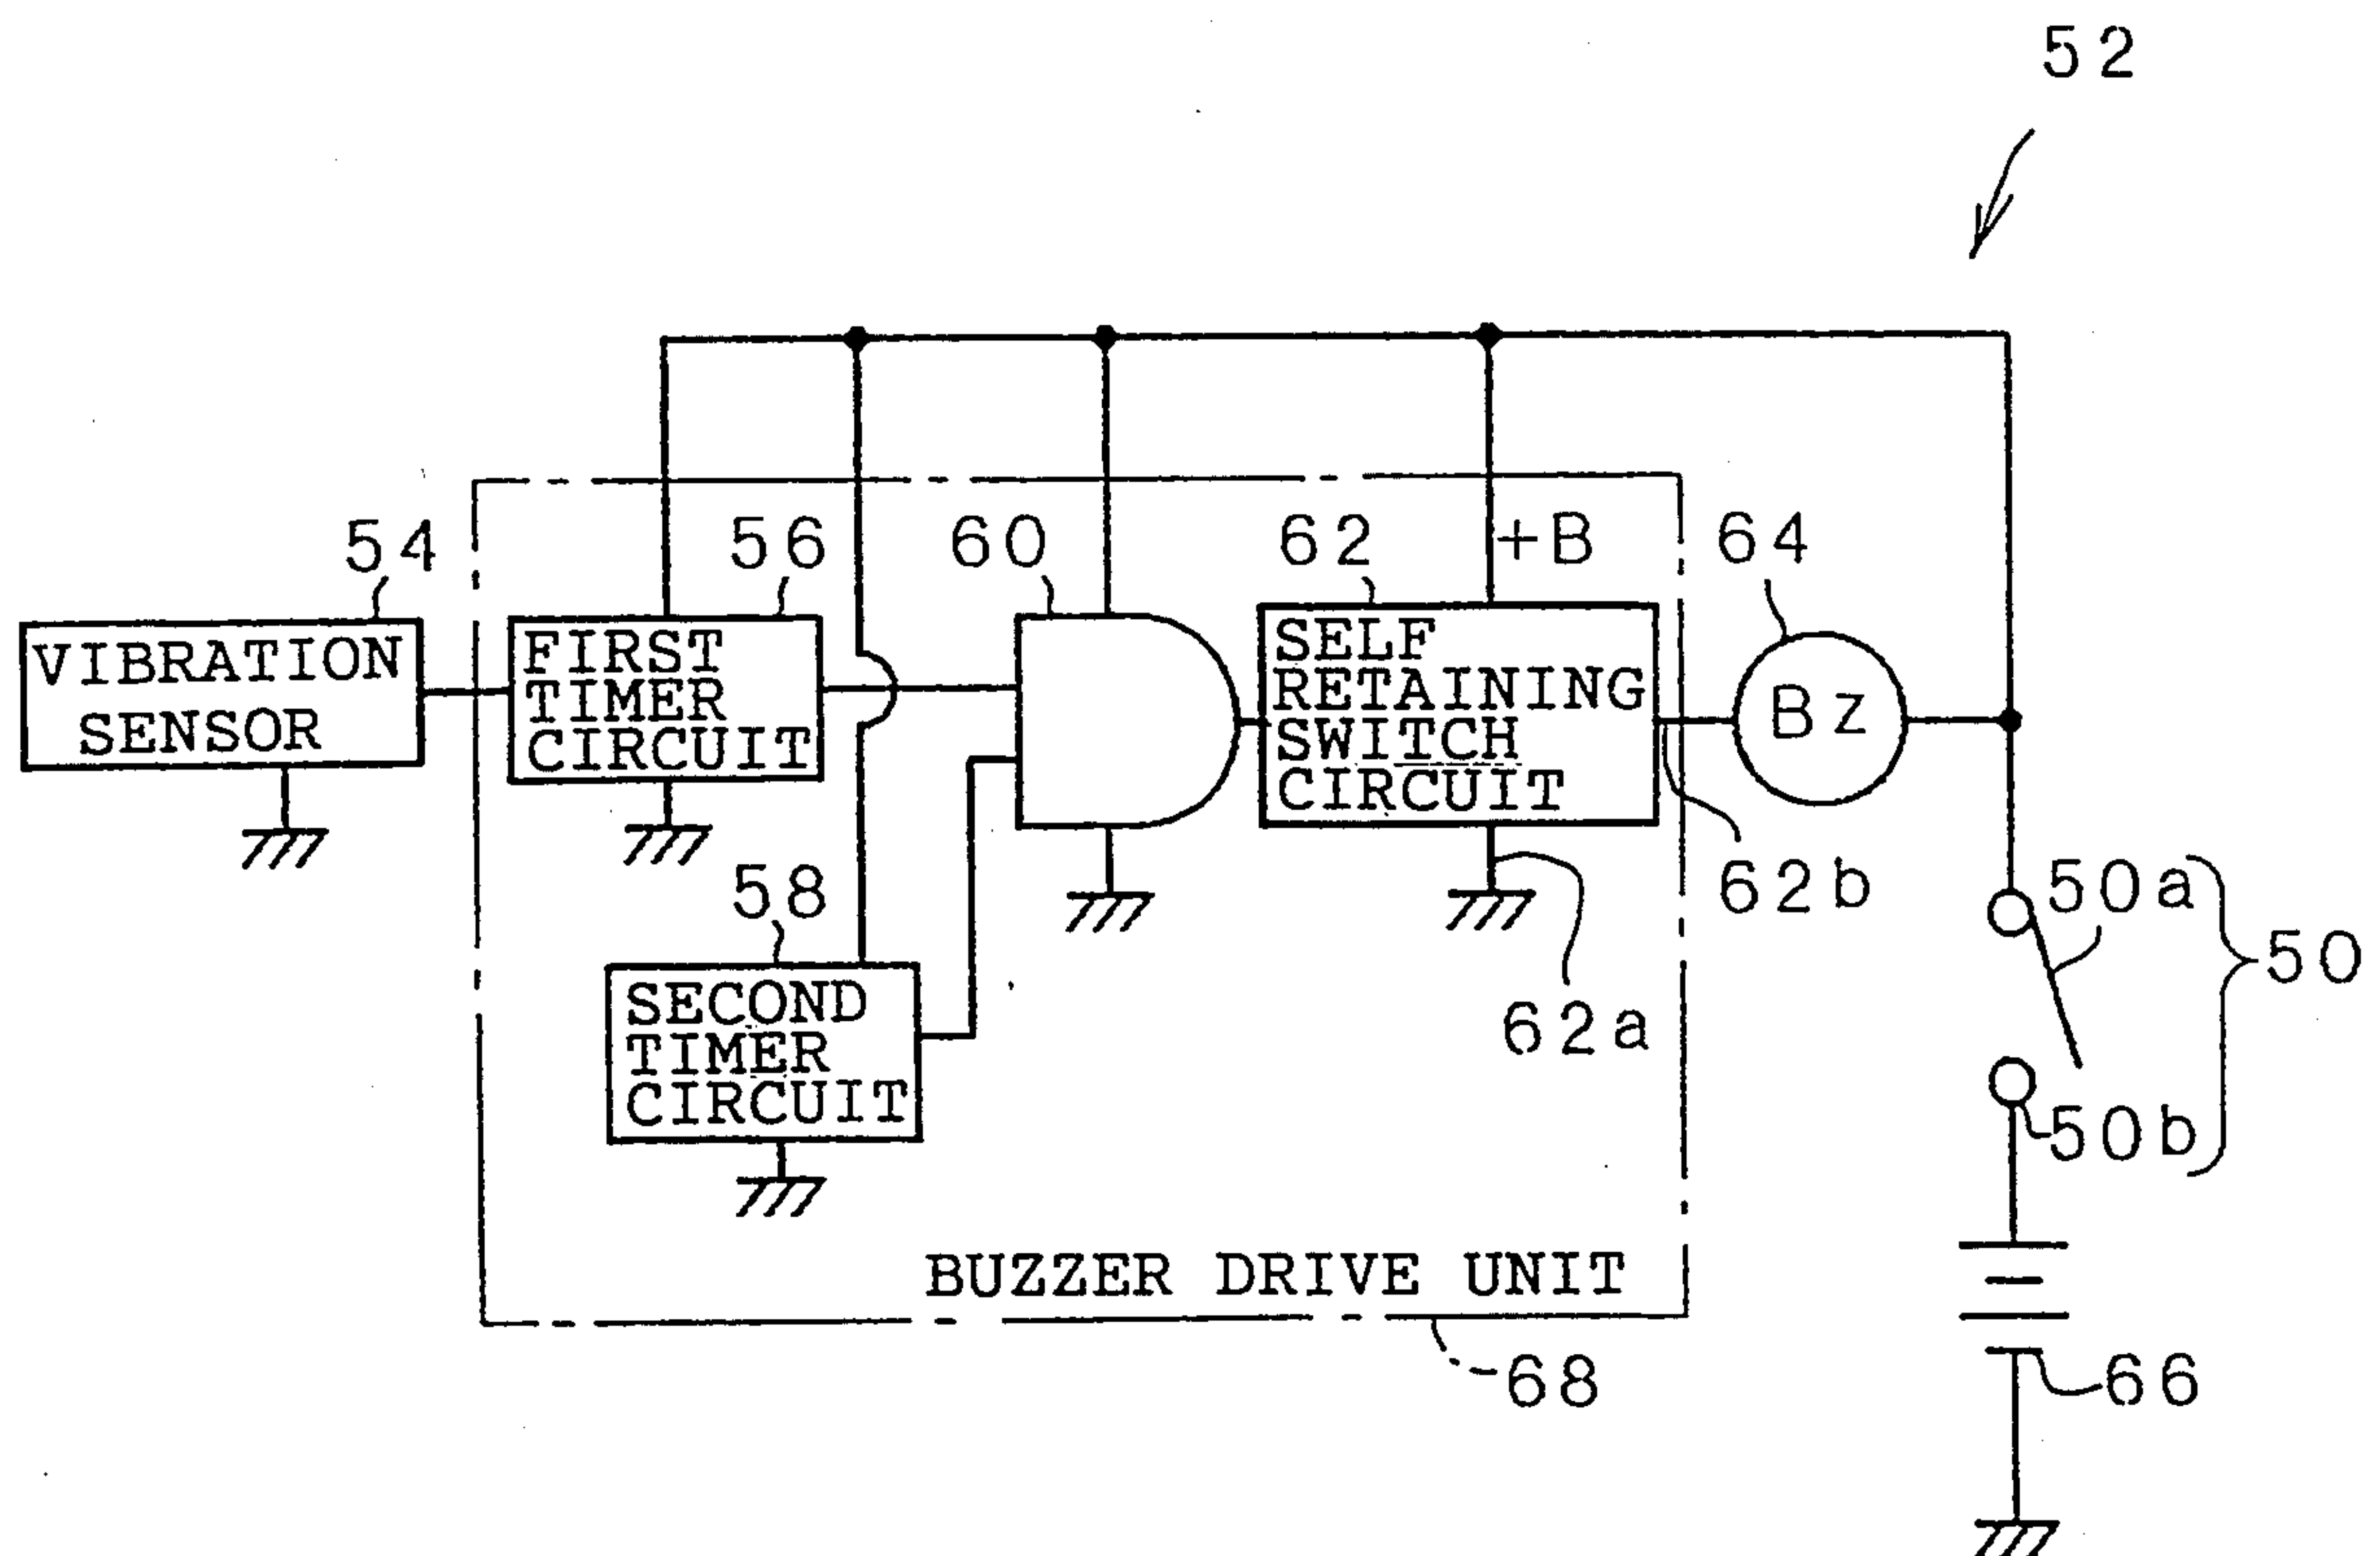 52
54
56
60
62
+B
64
VIBRATION
SENSOR
FIRST
TIMER
CIRCUIT
SELF
RETAINING
SWITCH
CIRCUIT
Bz
62b
50a
50
58
62a
SECOND
TIMER
CIRCUIT
50b
BUZZER DRIVE UNIT
68
66